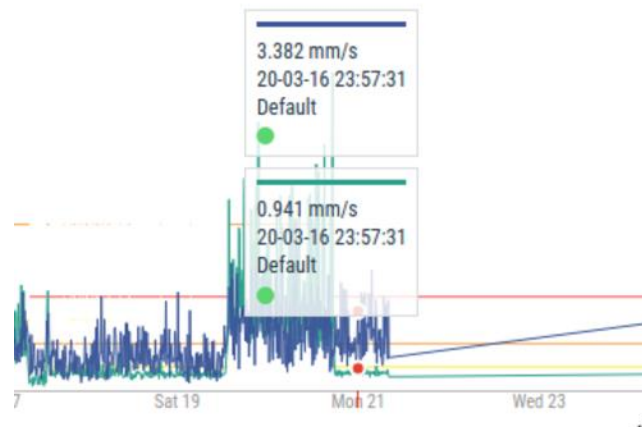 3.382 mm/s
20-03-16 23:57:31
Default
0.941 mm/s
20-03-16 23:57:31
Default
7 Sat 19 Mon 21 Wed 23